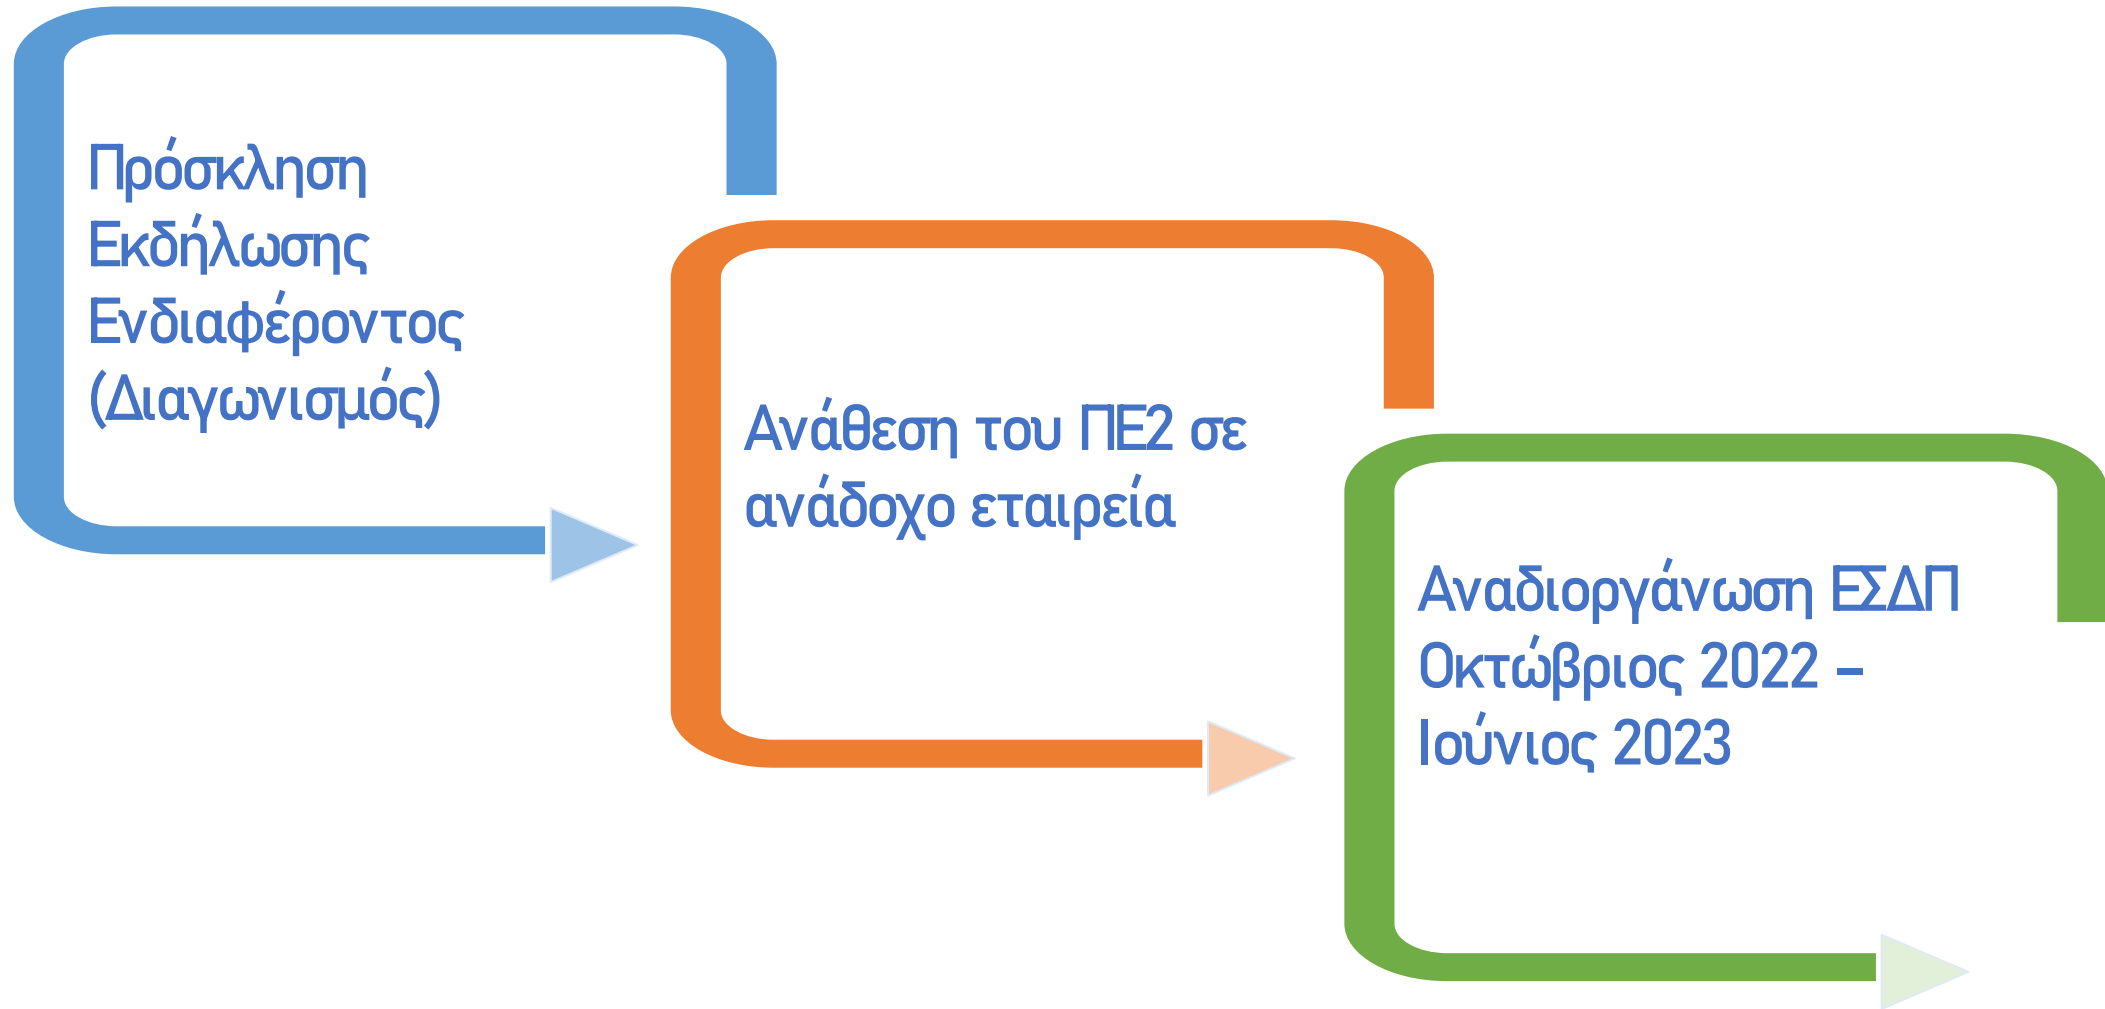 Πρόσκληση
Εκδήλωσης
Ενδιαφέροντος
(Διαγωνισμός)
Ανάθεση του ΠΕ2 σε
ανάδοχο εταιρεία
Αναδιοργάνωση ΕΣΔΠ
Οκτώβριος 2022 –
Ιούνιος 2023